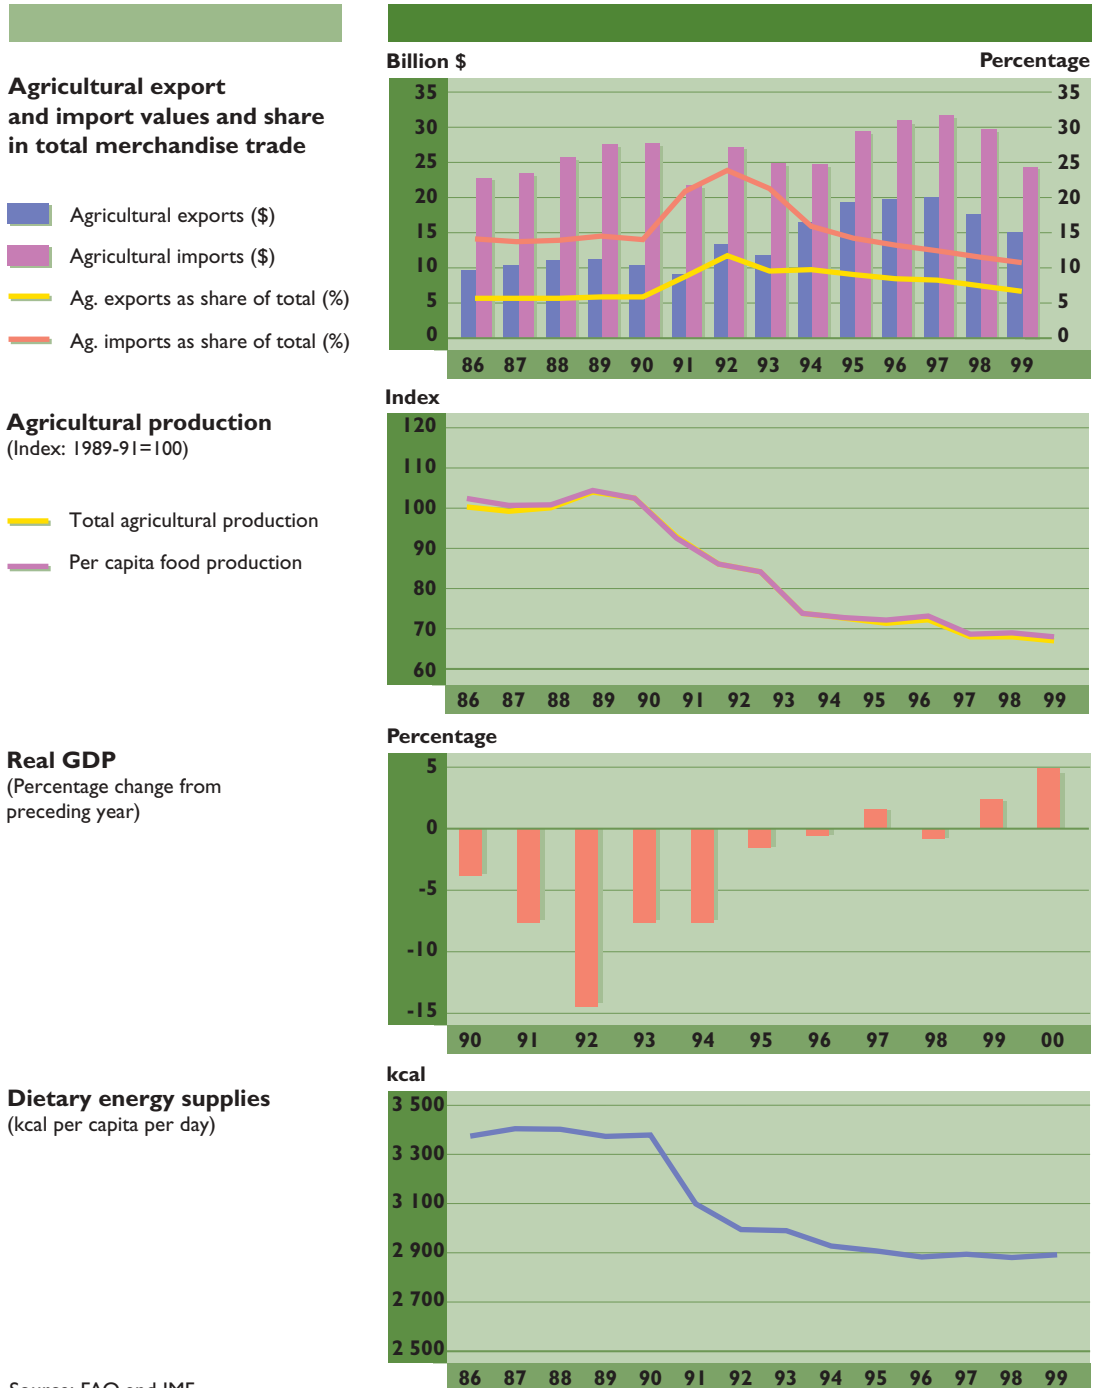 Billion $
Percentage
Agricultural export
and import values and share
in total merchandise trade
Agricultural exports ($)
Agricultural imports ($)
Ag. exports as share of total (%)
Ag. imports as share of total (%)
35 35
30 30
25 25
20 20
15 15
10 10
5 5
0 0
86 87 88 89 90 91 92 93 94 95 96 97 98 99
Agricultural production
(Index: 1989-91=100)
Total agricultural production
Per capita food production
Index
120
110
100
90
80
70
60
86 87 88 89 90 91 92 93 94 95 96 97 98 99
Real GDP
(Percentage change from
preceding year)
Percentage
5
0
-5
-10
-15
90 91 92 93 94 95 96 97 98 99 00
Dietary energy supplies
(kcal per capita per day)
kcal
3 500
3 300
3 100
2 900
2 700
2 500
86 87 88 89 90 91 92 93 94 95 96 97 98 99
Source: FAO and IMF